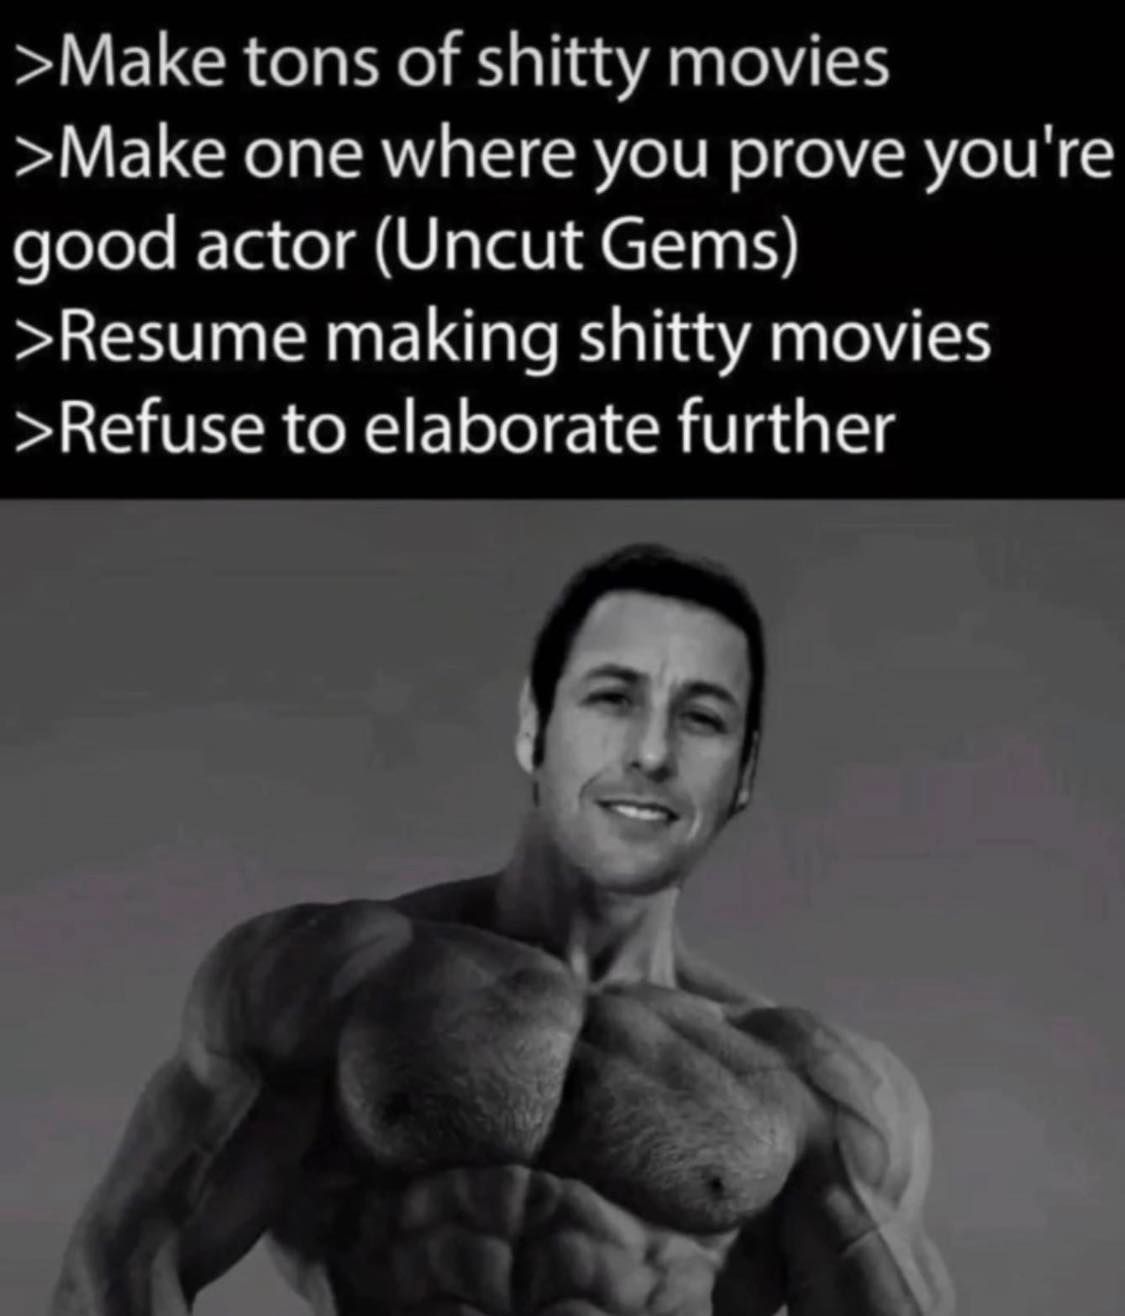 >Make tons of shitty movies
>Make one where you prove you're
good actor (Uncut Gems)
>Resume making shitty movies
>Refuse to elaborate further